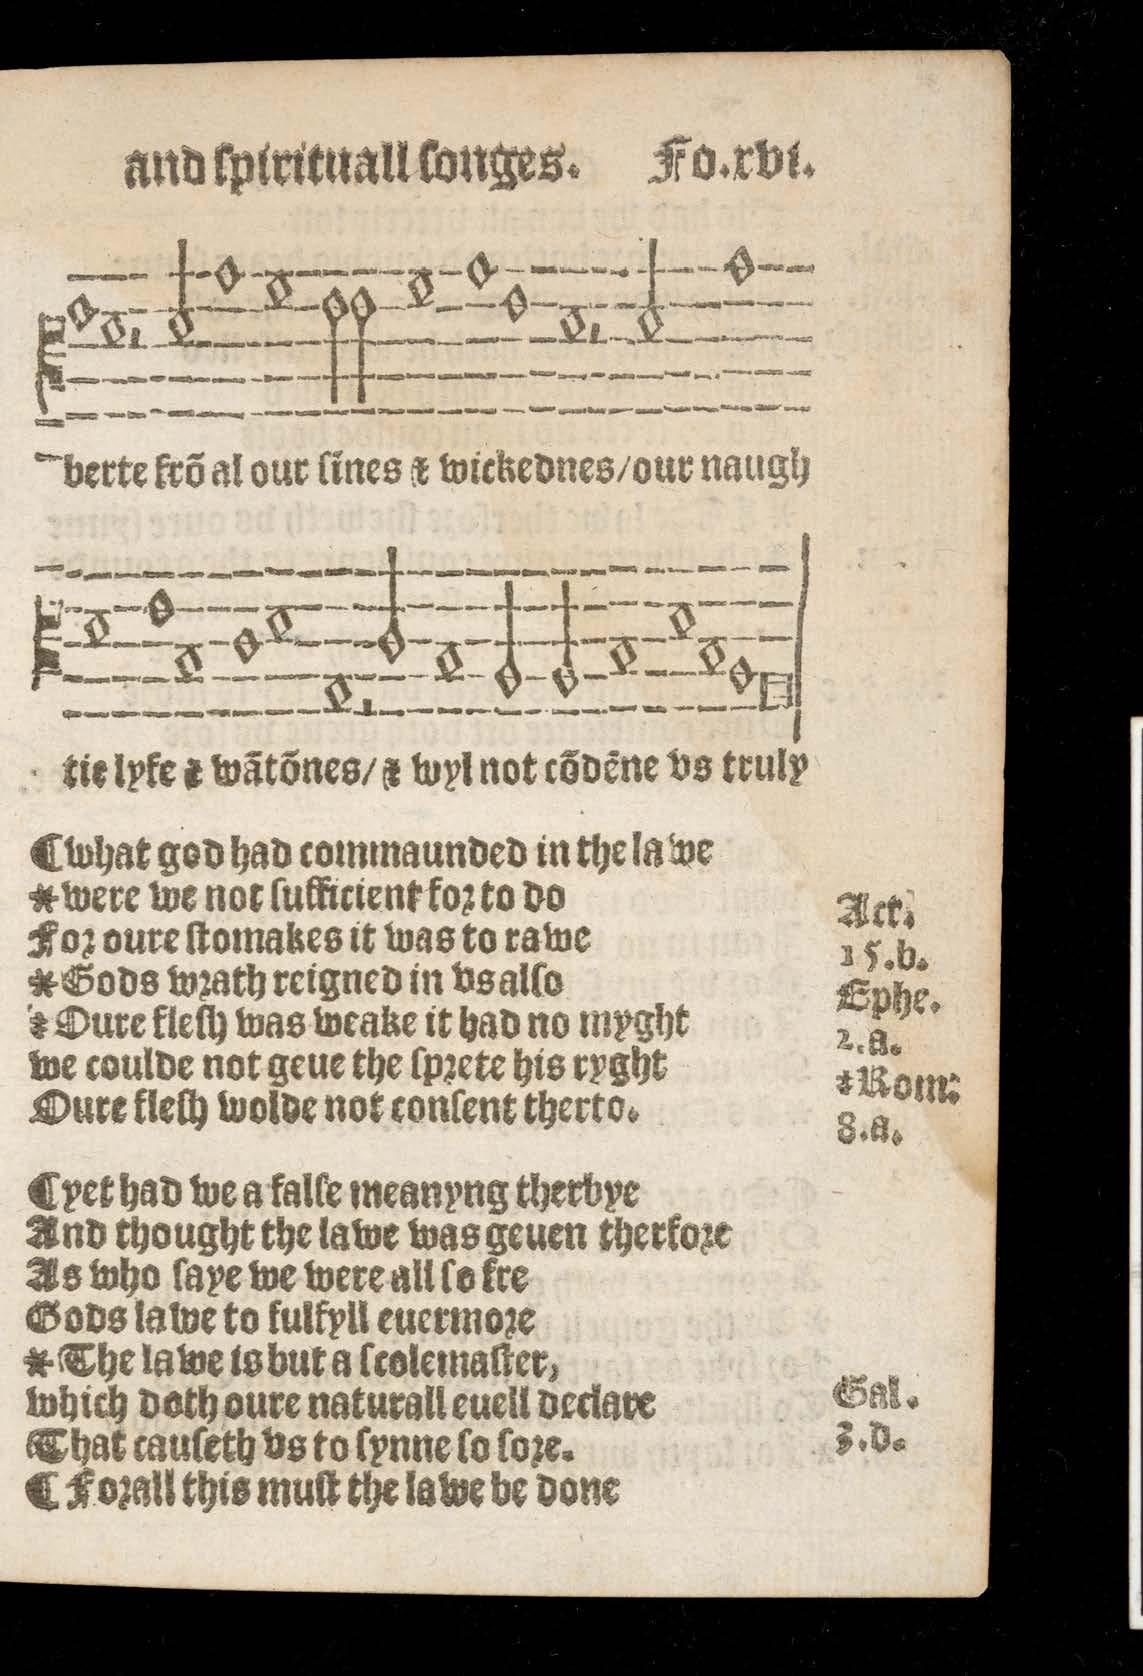 and ſpirituall ſonges. Fo.xvi.
berte frõ al our ſĩnes ⁊ wickednes/our naugh
tie lyfe ⁊ wãtõnes/⁊ wyl not cõdẽne vs truly
¶what god had commaunded in the lawe
*were we not ſufficient for to do
For oure ſtomakes it was to rawe
*Gods wrath reigned in vs alſo
⁊ Oure fleſh was weake it had no myght
we coulde not geue the ſprete his ryght
Oure fleſh wolde not conſent therto.
Act.
15.b.
Ephe.
2.a.
⁊Rom:
8.a.
¶yet had we a falſe meanyng therbye
And thought the lawe was geuen therfore
As who ſaye we were all ſo fre
Gods lawe to fulfyll euermore
*The lawe is but a ſcolemaſter,
which doth oure naturall euell declare
That cauſeth vs to ſynne ſo ſore.
¶ Forall this muſt the lawe be done
Gal.
3.d.